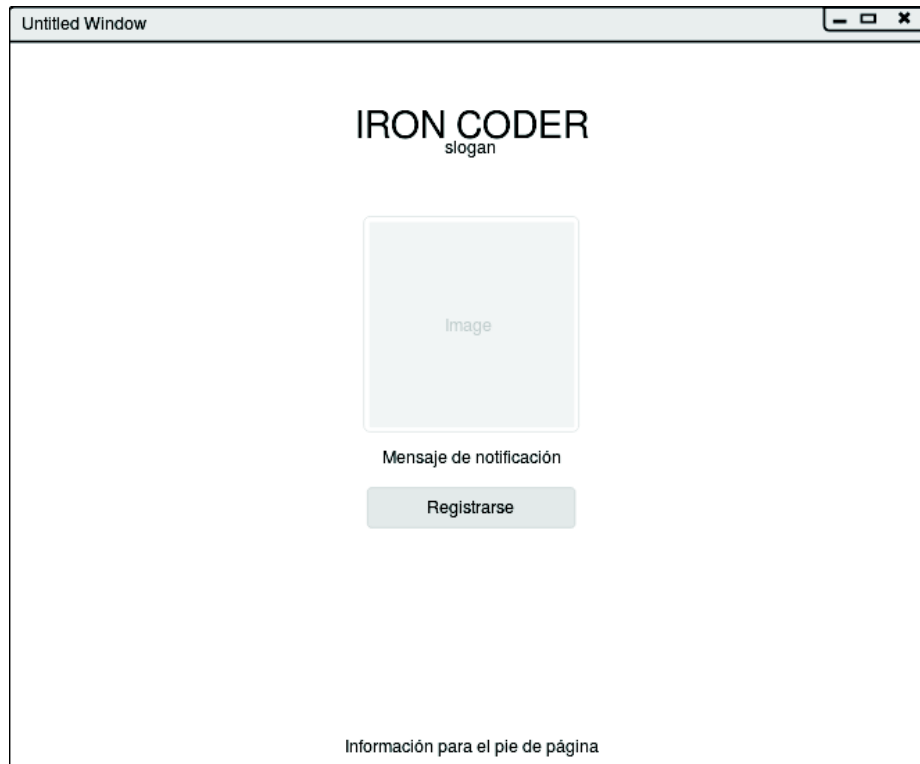 Untitled Window
IRON CODER
slogan
Image
Mensaje de notificación
Registrarse
Información para el pie de página